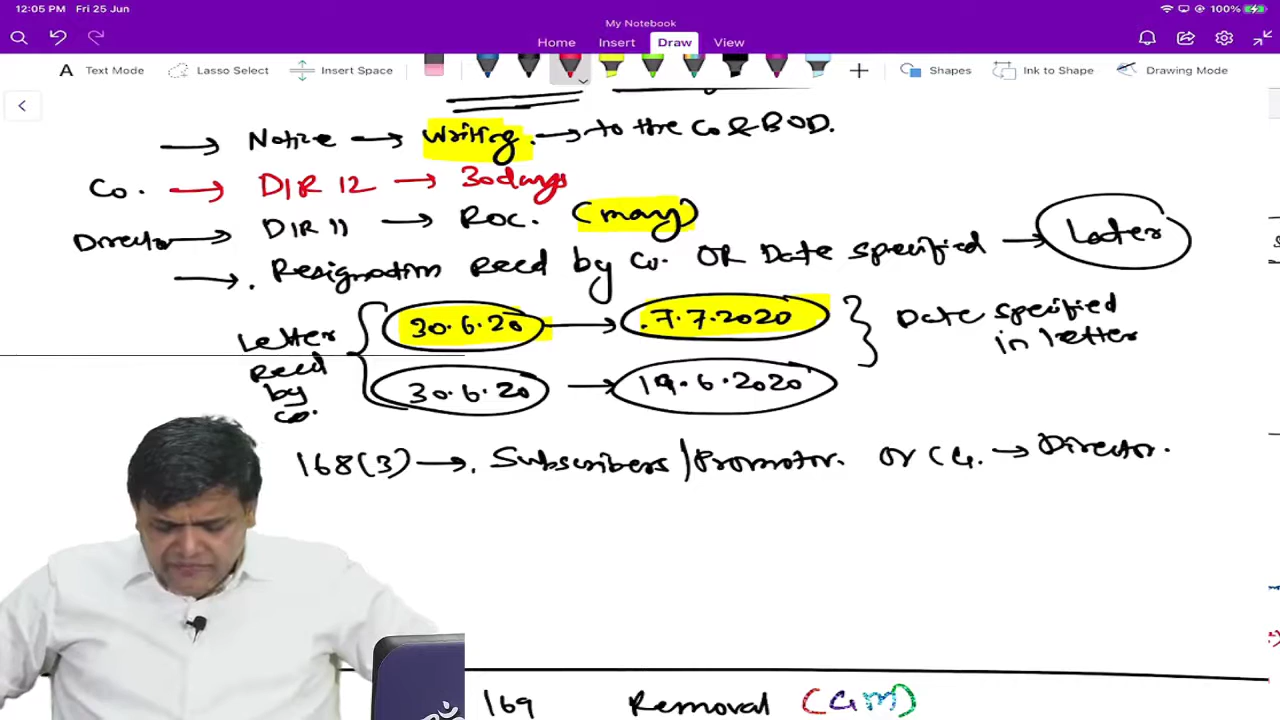 12:05 PM Fri 25 Jun 100%
My Notebook
Home Insert Draw View
Text Mode Lasso Select Insert Space Shapes Ink to Shape Drawing Mode
→ Notice → Writing. → to the Co & BOD.
Co. → DIR 12 → 30 days
Director → DIR 11 → ROC. (may)
→ . Resignation Recd by Co. OR Date specified → Later
Letter Recd by Co. { 30.6.20 → 7.7.2020 } Date specified in letter
30.6.20 → 19.6.2020
168(3) → . Subscribers / Promotor. or CG. → Director.
169 Removal (GM)